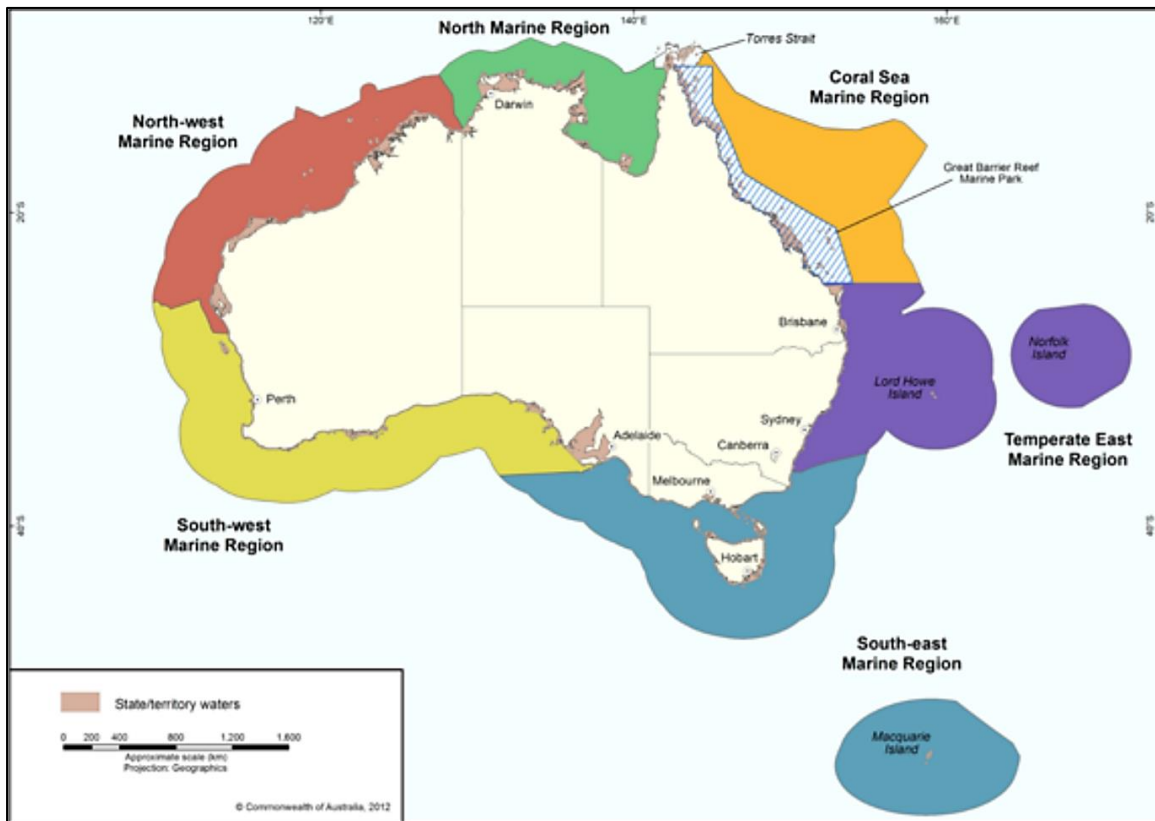 120°E
140°E
160°E
North Marine Region
Torres Strait
Coral Sea
Marine Region
Darwin
North-west
Marine Region
Great Barrier Reef
Marine Park
20°S
20°S
Brisbane
Norfolk
Island
Lord Howe
Island
Perth
Sydney
Adelaide
Canberra
Temperate East
Marine Region
Melbourne
South-west
Marine Region
40°S
40°S
Hobart
South-east
Marine Region
Macquarie
Island
State/territory waters
0 200 400 800 1,200 1,600
Approximate scale (km)
Projection: Geographics
© Commonwealth of Australia, 2012